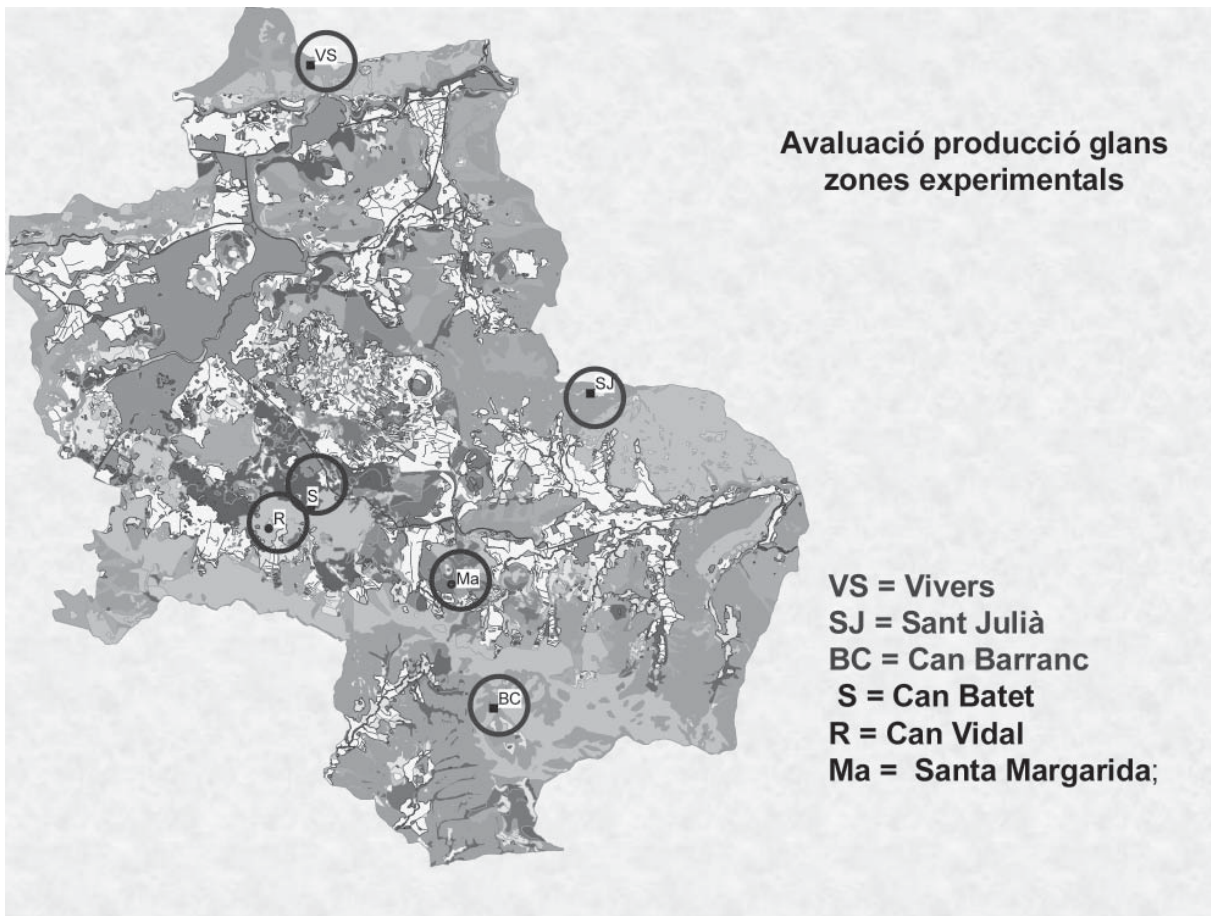 VS
Avaluació producció glans
zones experimentals
SJ
S
R
Ma
BC
VS = Vivers
SJ = Sant Julià
BC = Can Barranc
S = Can Batet
R = Can Vidal
Ma = Santa Margarida;